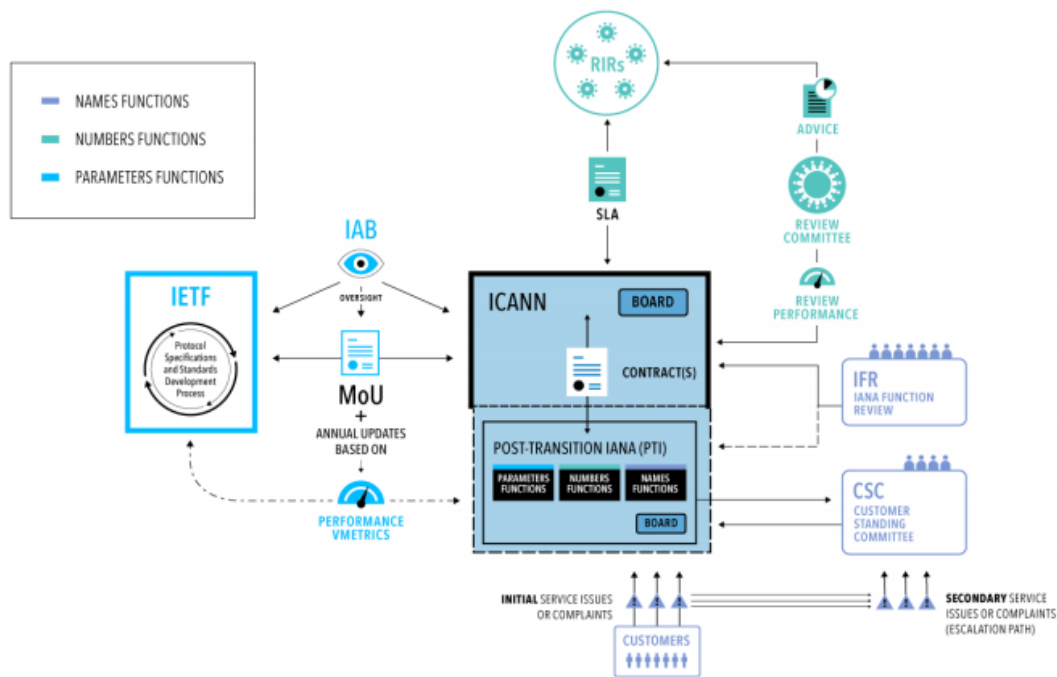 NAMES FUNCTIONS
NUMBERS FUNCTIONS
PARAMETERS FUNCTIONS
RIRs
ADVICE
SLA
REVIEW
COMMITTEE
REVIEW
PERFORMANCE
IAB
OVERSIGHT
IETF
Protocol
Specifications
and Standards
Development
Process
MoU
+
ANNUAL UPDATES
BASED ON
PERFORMANCE
VMETRICS
ICANN
BOARD
CONTRACT(S)
POST-TRANSITION IANA (PTI)
PARAMETERS
FUNCTIONS
NUMBERS
FUNCTIONS
NAMES
FUNCTIONS
BOARD
IFR
IANA FUNCTION
REVIEW
CSC
CUSTOMER
STANDING
COMMITTEE
INITIAL SERVICE ISSUES
OR COMPLAINTS
CUSTOMERS
SECONDARY SERVICE
ISSUES OR COMPLAINTS
(ESCALATION PATH)